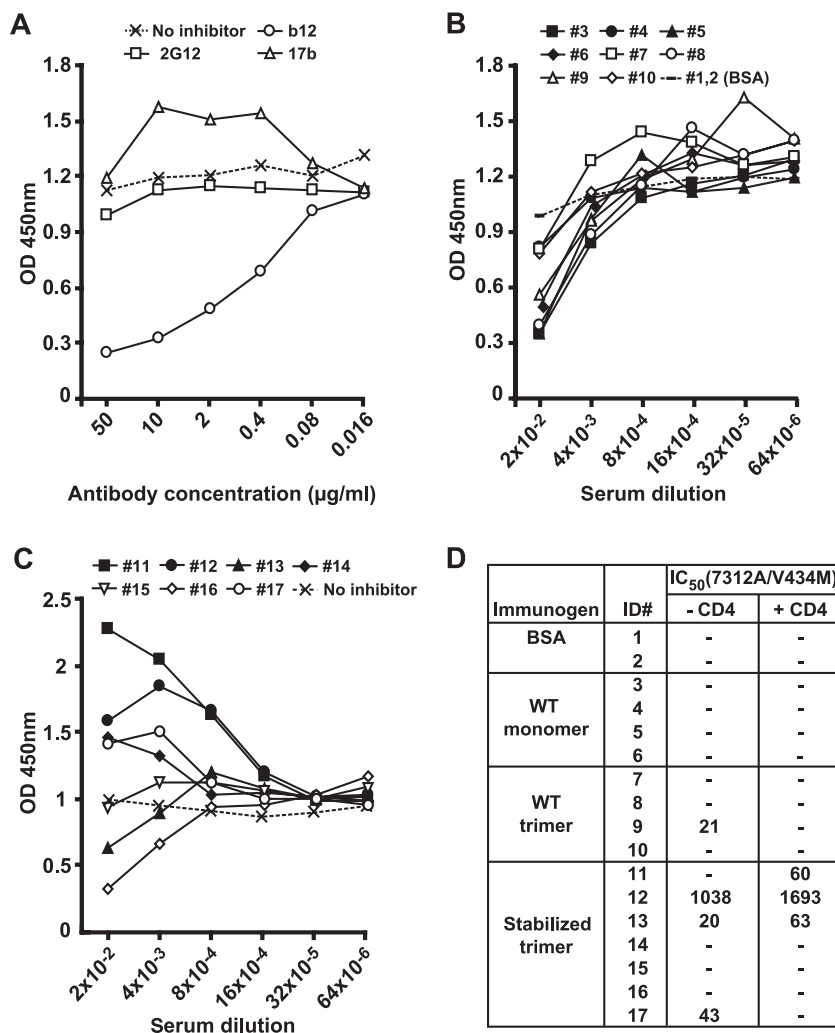 A
No inhibitor b12
2G12 17b
1.8
1.5
1.2
0.9
0.6
0.3
0
OD 450nm
50 10 2 0.4 0.08 0.016
Antibody concentration (µg/ml)
B
#3 #4 #5
#6 #7 #8
#9 #10 #1,2 (BSA)
1.8
1.5
1.2
0.9
0.6
0.3
0
OD 450nm
2x10-2 4x10-3 8x10-4 16x10-4 32x10-5 64x10-6
Serum dilution
C
#11 #12 #13 #14
#15 #16 #17 No inhibitor
2.5
2
1.5
1
0.5
0
OD 450nm
2x10-2 4x10-3 8x10-4 16x10-4 32x10-5 64x10-6
Serum dilution
D
IC50(7312A/V434M)
Immunogen ID# - CD4 + CD4
BSA 1 - -
2 - -
3 - -
WT 4 - -
monomer 5 - -
6 - -
7 - -
WT 8 - -
trimer 9 21 -
10 - -
11 - 60
12 1038 1693
Stabilized 13 20 63
trimer 14 - -
15 - -
16 - -
17 43 -